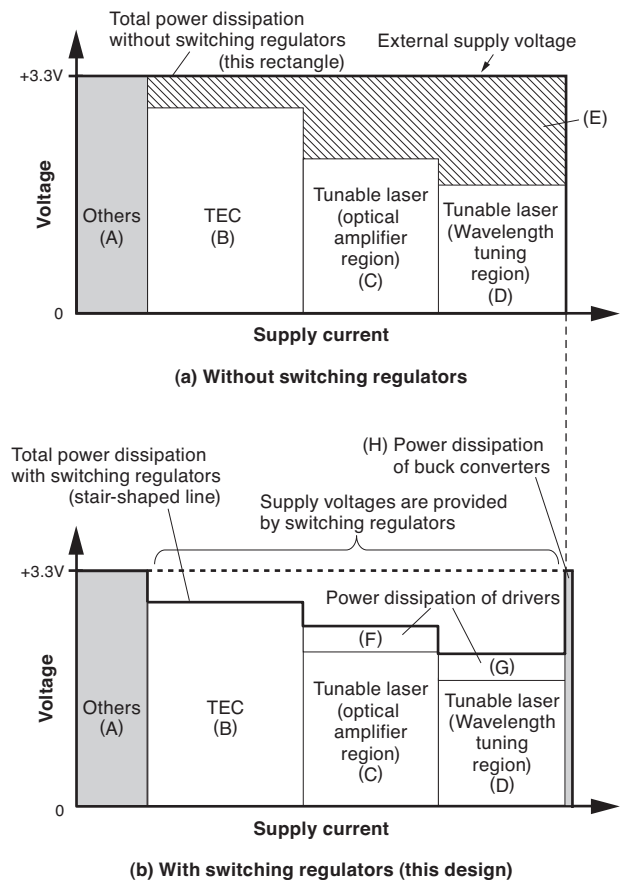 Total power dissipation
without switching regulators
(this rectangle)
External supply voltage
+3.3V
(E)
Voltage
Others
(A)
TEC
(B)
Tunable laser
(optical
amplifier
region)
(C)
Tunable laser
(Wavelength
tuning
region)
(D)
0
Supply current
(a) Without switching regulators
Total power dissipation
with switching regulators
(stair-shaped line)
(H) Power dissipation
of buck converters
Supply voltages are provided
by switching regulators
+3.3V
Power dissipation of drivers
(F)
(G)
Voltage
Others
(A)
TEC
(B)
Tunable laser
(optical
amplifier
region)
(C)
Tunable laser
(Wavelength
tuning
region)
(D)
0
Supply current
(b) With switching regulators (this design)